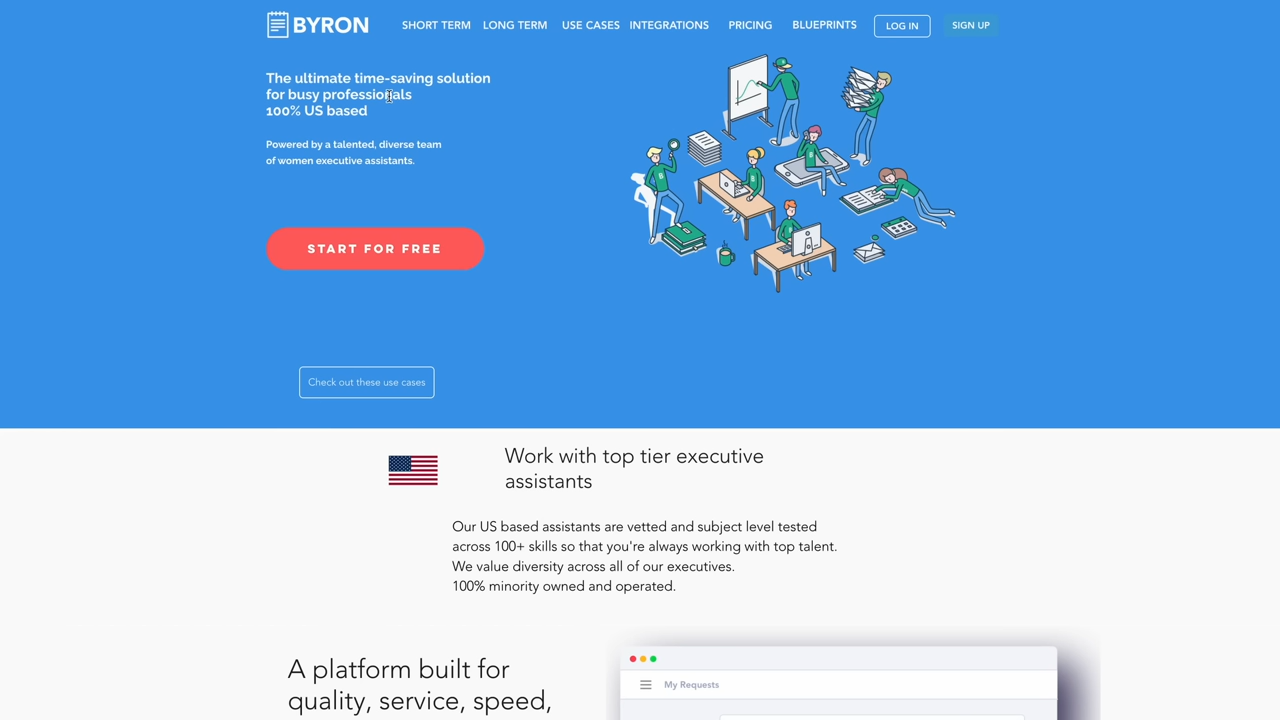 BYRON
SHORT TERM LONG TERM USE CASES INTEGRATIONS PRICING BLUEPRINTS LOG IN SIGN UP
The ultimate time-saving solution
for busy professionals
100% US based
Powered by a talented, diverse team
of women executive assistants.
START FOR FREE
Check out these use cases
Work with top tier executive
assistants
Our US based assistants are vetted and subject level tested
across 100+ skills so that you're always working with top talent.
We value diversity across all of our executives.
100% minority owned and operated.
A platform built for
quality, service, speed,
My Requests